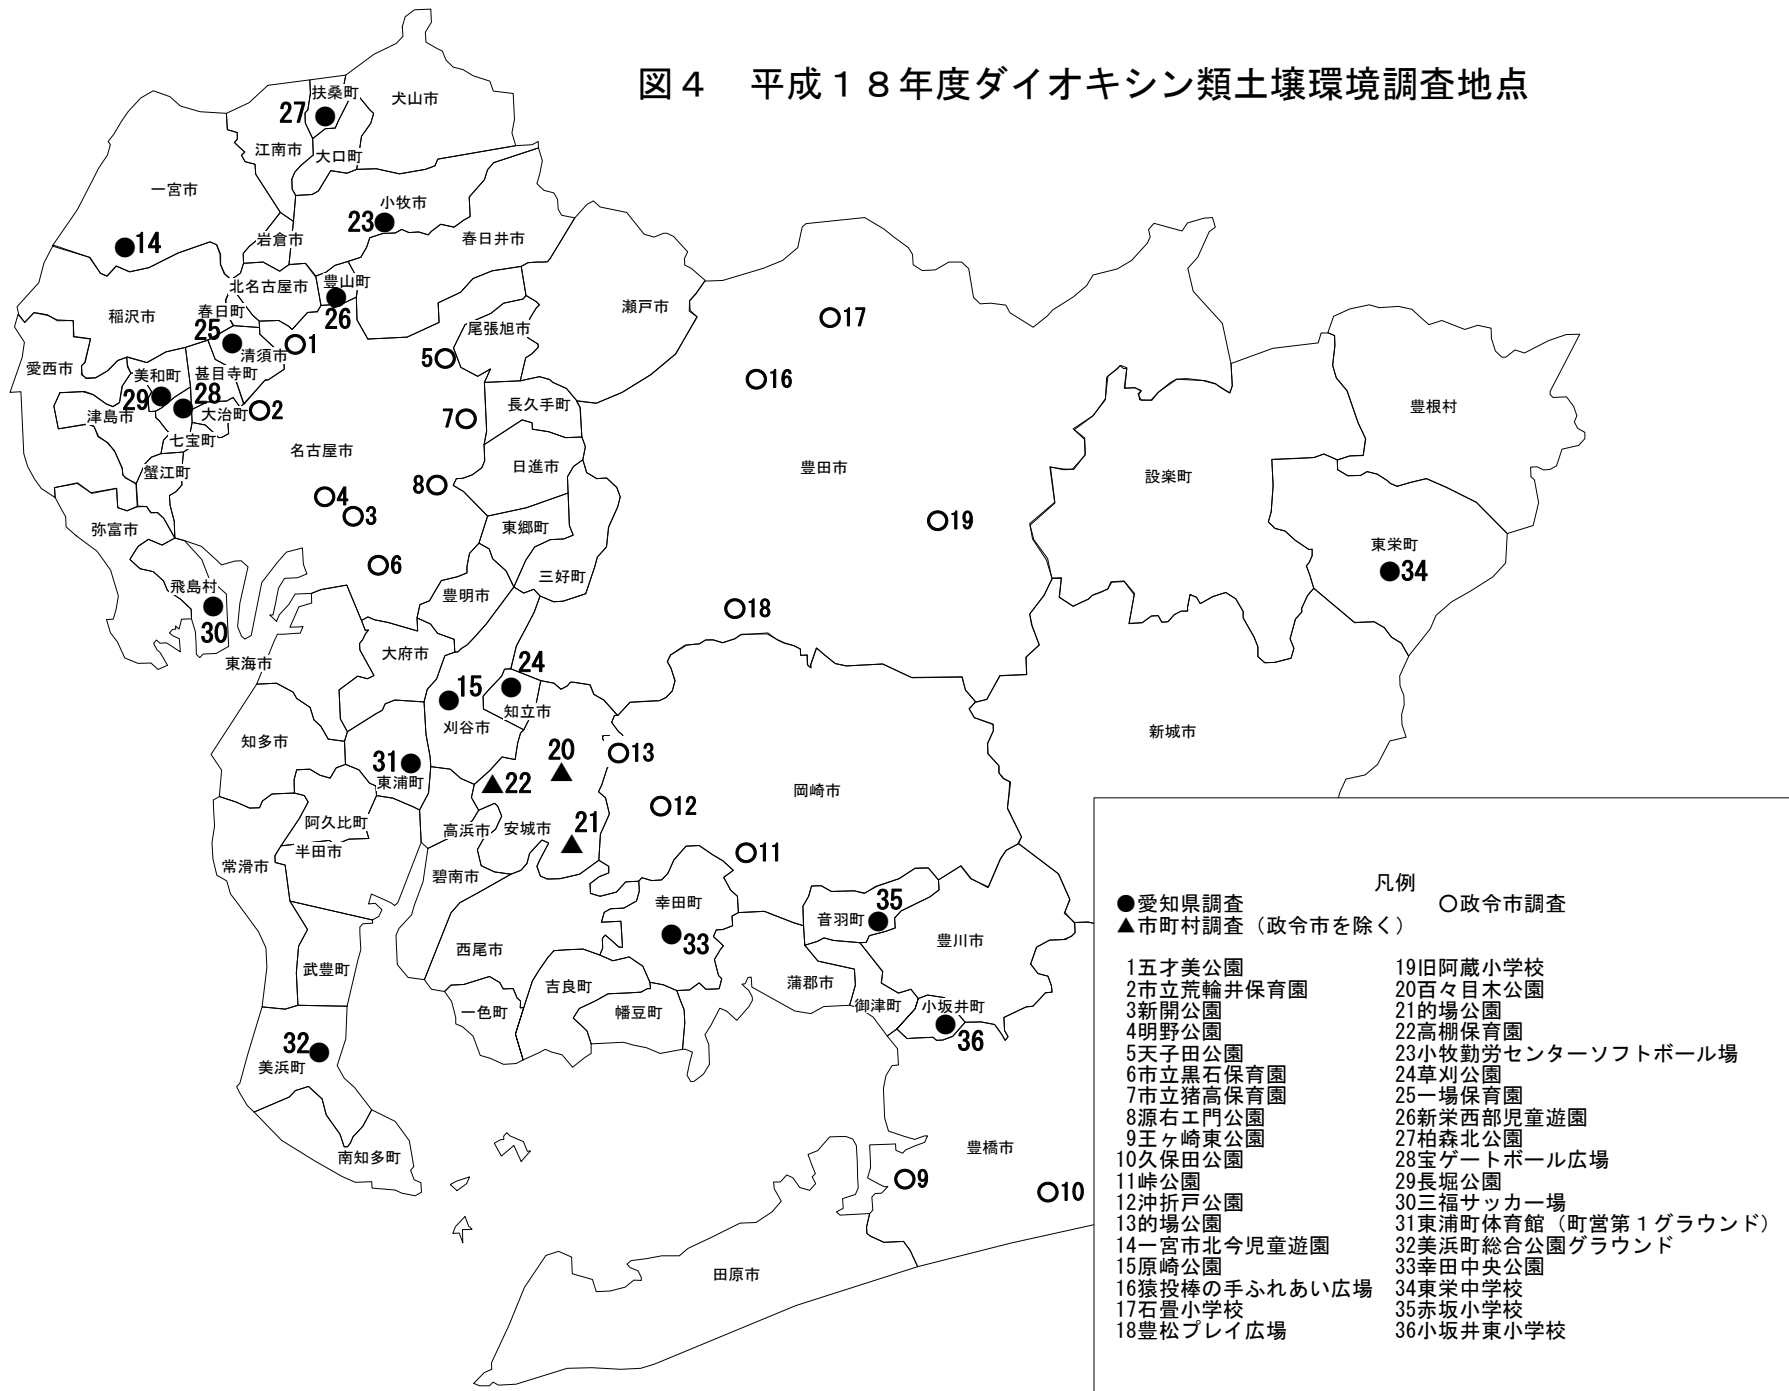 図４　平成１８年度ダイオキシン類土壌環境調査地点
扶桑町
犬山市
27
江南市
大口町
一宮市
小牧市
23
岩倉市
春日井市
14
豊山町
北名古屋市
26
瀬戸市
春日町
稲沢市
17
25
尾張旭市
1
清須市
5
愛西市
美和町
甚目寺町
16
29
28
長久手町
豊根村
津島市
大治町
2
7
七宝町
名古屋市
日進市
豊田市
蟹江町
設楽町
8
4
3
19
弥富市
東郷町
東栄町
6
34
三好町
飛島村
豊明市
18
30
大府市
東海市
24
15
知立市
刈谷市
新城市
知多市
20
13
31
東浦町
22
岡崎市
12
阿久比町
21
高浜市
安城市
半田市
11
常滑市
碧南市
幸田町
35
音羽町
33
豊川市
西尾市
武豊町
吉良町
蒲郡市
一色町
幡豆町
御津町
小坂井町
36
32
美浜町
南知多町
豊橋市
9
10
田原市
凡例
●愛知県調査　○政令市調査
▲市町村調査（政令市を除く）
1五才美公園
2市立荒輪井保育園
3新開公園
4明野公園
5天子田公園
6市立黒石保育園
7市立猪高保育園
8源右エ門公園
9王ヶ崎東公園
10久保田公園
11峠公園
12沖折戸公園
13的場公園
14一宮市北今児童遊園
15原崎公園
16猿投棒の手ふれあい広場
17石畳小学校
18豊松プレイ広場
19旧阿蔵小学校
20百々目木公園
21的場公園
22高棚保育園
23小牧勤労センターソフトボール場
24草刈公園
25一場保育園
26新栄西部児童遊園
27柏森北公園
28宝ゲートボール広場
29長堀公園
30三福サッカー場
31東浦町体育館（町営第１グラウンド）
32美浜町総合公園グラウンド
33幸田中央公園
34東栄中学校
35赤坂小学校
36小坂井東小学校